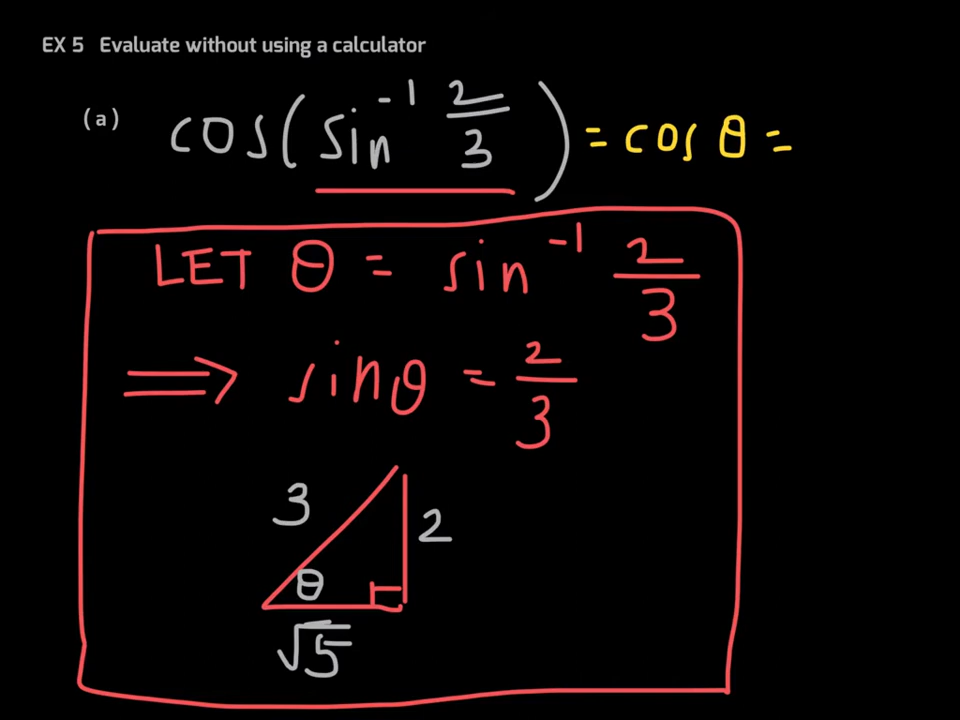 EX 5 Evaluate without using a calculator
(a) cos(sin⁻¹ 2/3) = cos θ =
LET θ = sin⁻¹ 2/3
⟹ sinθ = 2/3
3
2
θ
√5